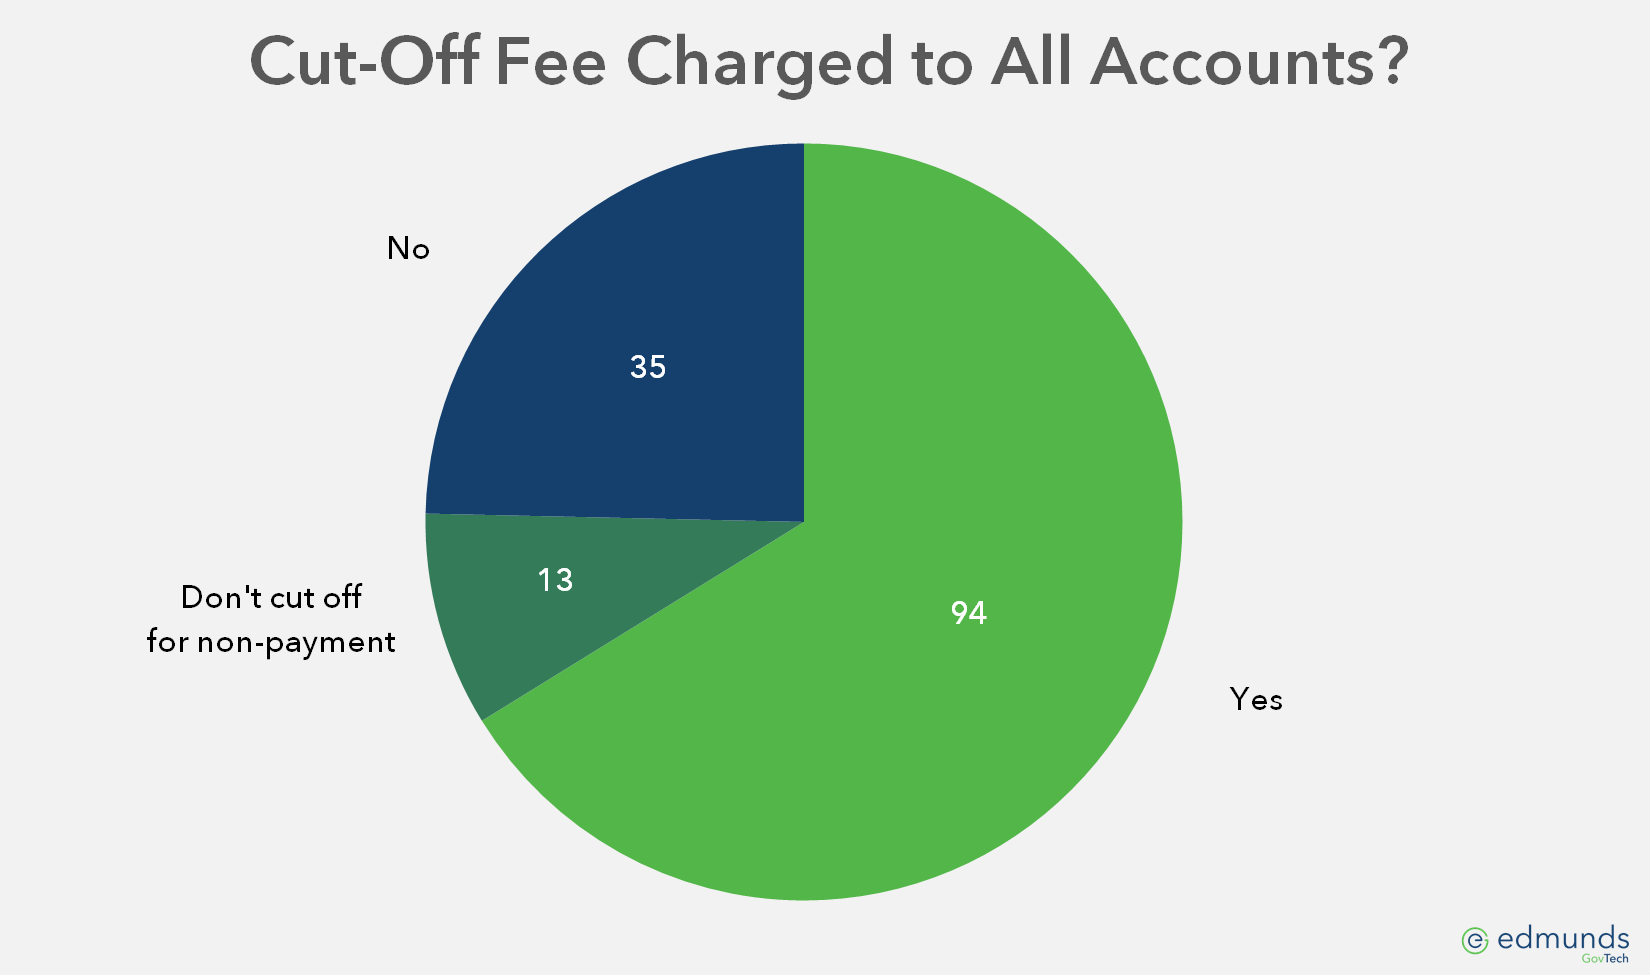 Cut-Off Fee Charged to All Accounts?
No
35
13
Don't cut off
for non-payment
94
Yes
e edmunds
GovTech